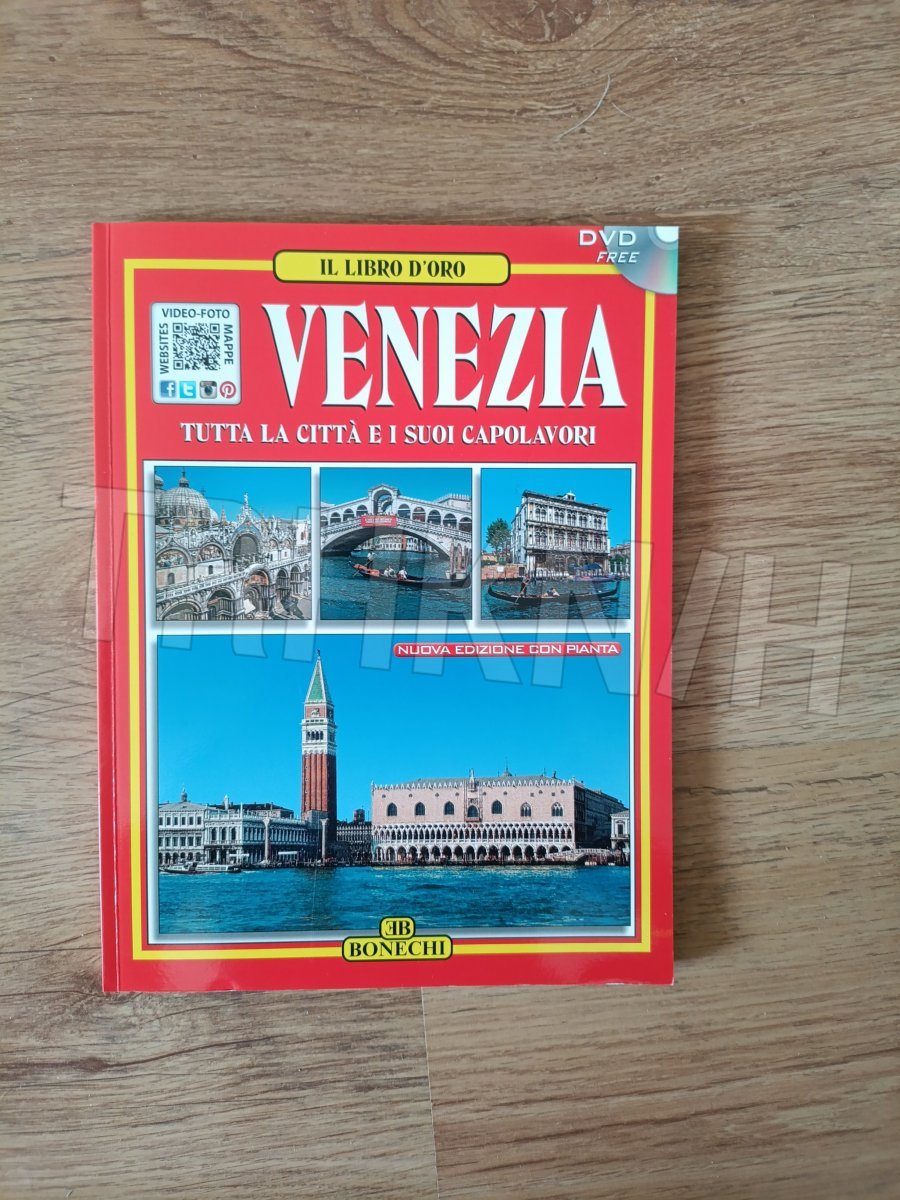 DVD
FREE
IL LIBRO D'ORO
VIDEO-FOTO
WEBSITES
MAPPE
VENEZIA
TUTTA LA CITTÀ E I SUOI CAPOLAVORI
NUOVA EDIZIONE CON PIANTA
BONECHI